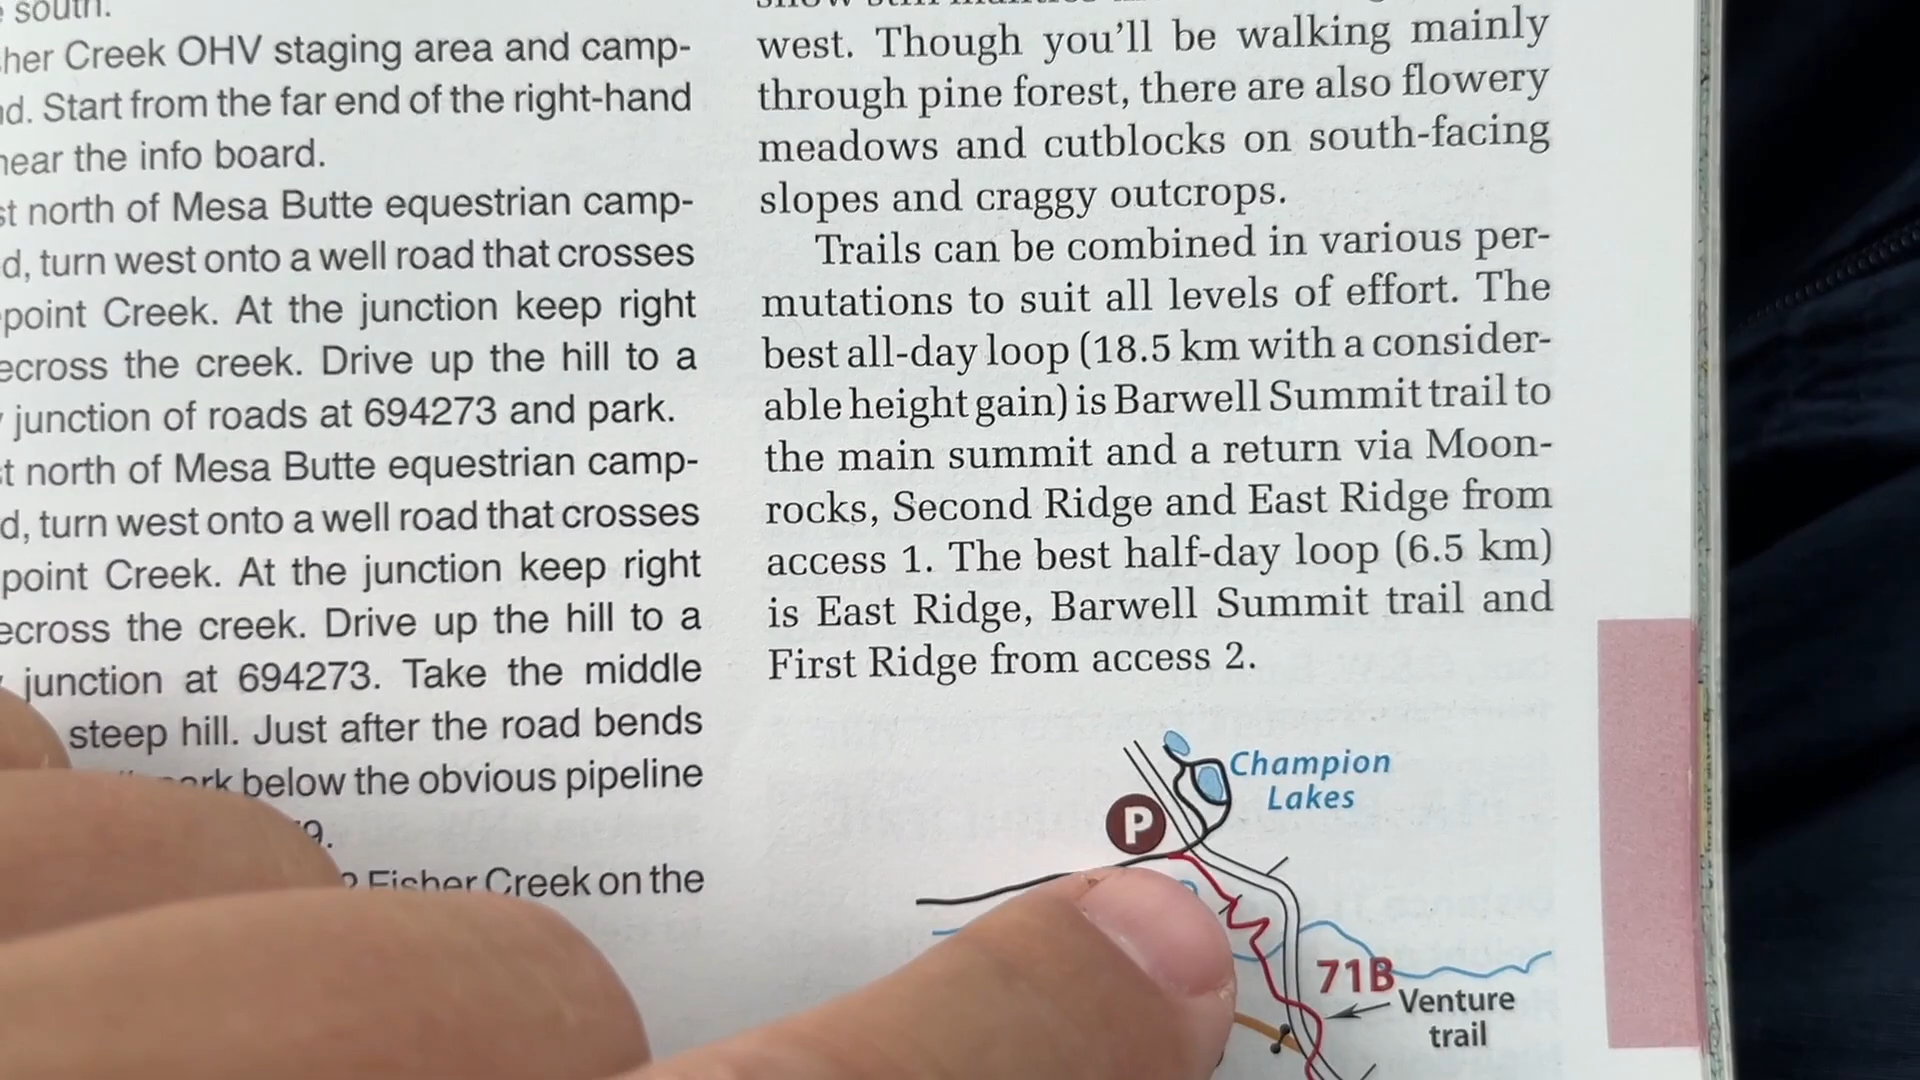 south.
her Creek OHV staging area and camp-
d. Start from the far end of the right-hand
near the info board.
st north of Mesa Butte equestrian camp-
d, turn west onto a well road that crosses
point Creek. At the junction keep right
ecross the creek. Drive up the hill to a
junction of roads at 694273 and park.
t north of Mesa Butte equestrian camp-
d, turn west onto a well road that crosses
point Creek. At the junction keep right
ecross the creek. Drive up the hill to a
junction at 694273. Take the middle
steep hill. Just after the road bends
below the obvious pipeline
9.
Fisher Creek on the
west. Though you'll be walking mainly
through pine forest, there are also flowery
meadows and cutblocks on south-facing
slopes and craggy outcrops.
Trails can be combined in various per-
mutations to suit all levels of effort. The
best all-day loop (18.5 km with a consider-
able height gain) is Barwell Summit trail to
the main summit and a return via Moon-
rocks, Second Ridge and East Ridge from
access 1. The best half-day loop (6.5 km)
is East Ridge, Barwell Summit trail and
First Ridge from access 2.
Champion
Lakes
P
71B
Venture
trail